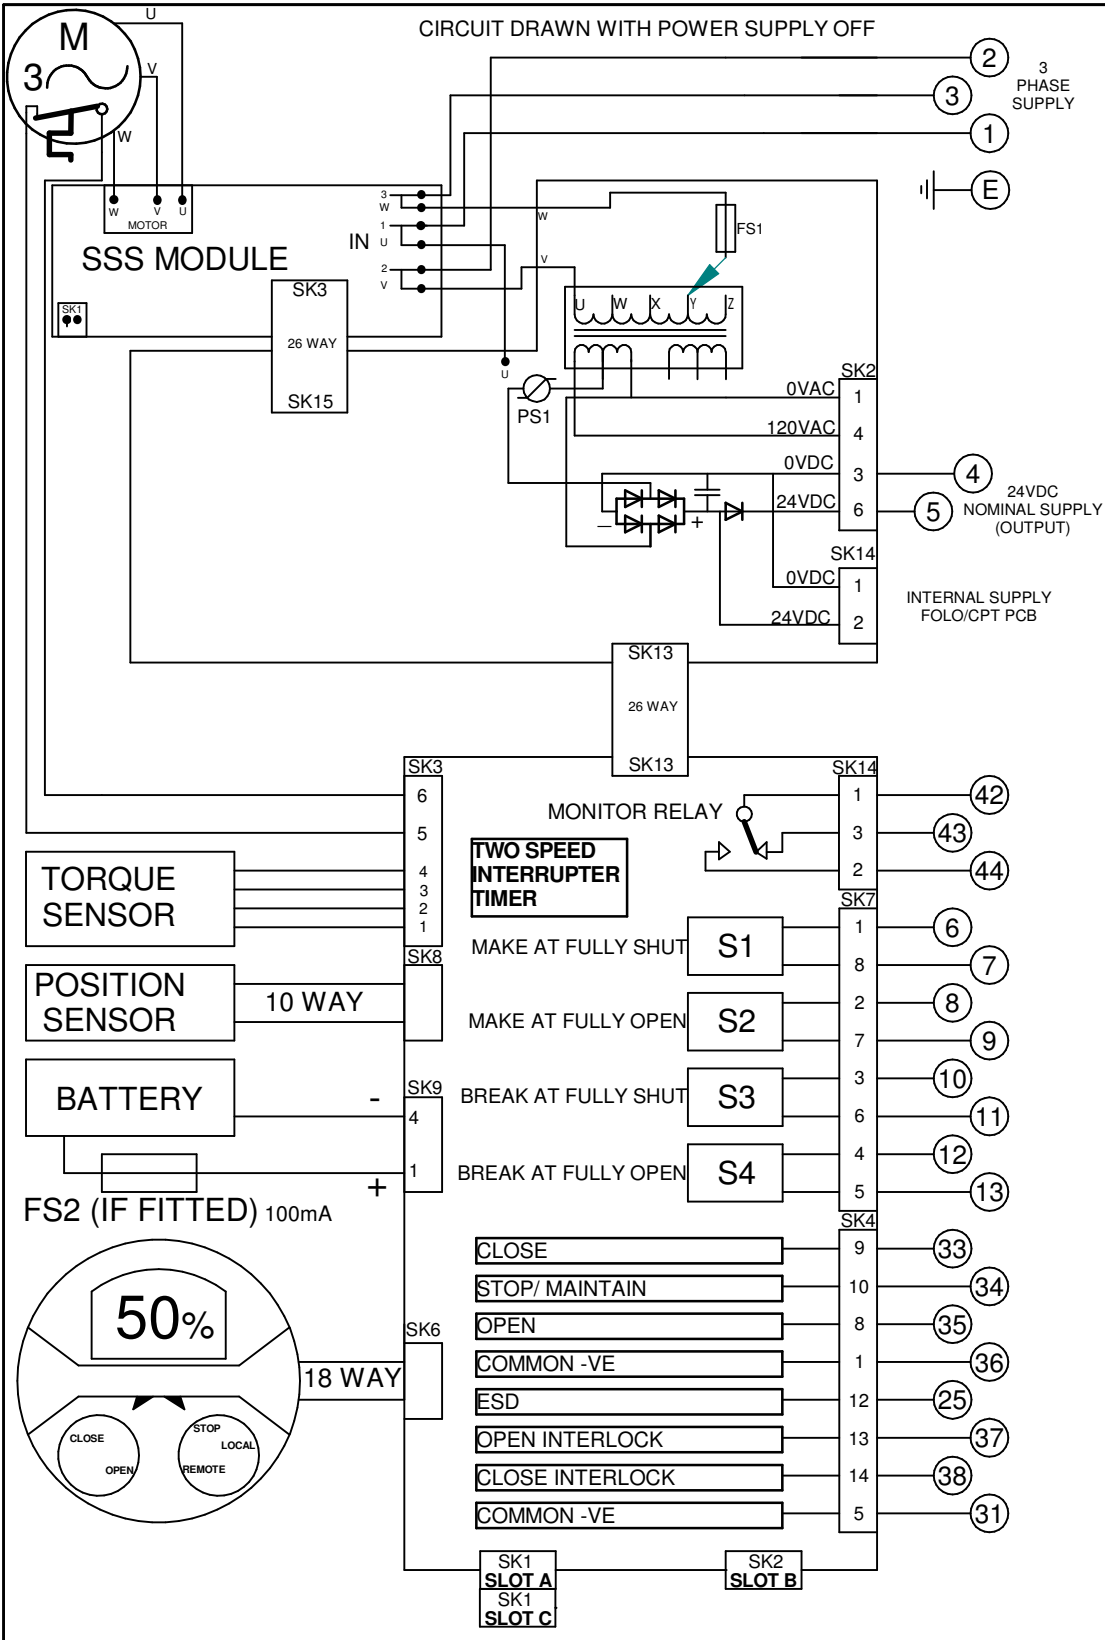 CIRCUIT DRAWN WITH POWER SUPPLY OFF
M
3
U
V
W
2
3
1
E
3
PHASE
SUPPLY
W V U
MOTOR
SSS MODULE
IN
3
W
1
U
2
V
W
V
U
FS1
SK1
SK3
26 WAY
SK15
U W X Y Z
PS1
SK2
0VAC 1
120VAC 4
0VDC 3
24VDC 6
4
5
24VDC
NOMINAL SUPPLY
(OUTPUT)
– +
SK14
0VDC 1
24VDC 2
INTERNAL SUPPLY
FOLO/CPT PCB
SK13
26 WAY
SK13
SK3
6
5
4
3
2
1
TORQUE
SENSOR
TWO SPEED
INTERRUPTER
TIMER
MONITOR RELAY
SK14
1 42
3 43
2 44
POSITION
SENSOR
10 WAY
SK8
SK7
MAKE AT FULLY SHUT S1
1 6
8 7
MAKE AT FULLY OPEN S2
2 8
7 9
BREAK AT FULLY SHUT S3
3 10
6 11
BREAK AT FULLY OPEN S4
4 12
5 13
BATTERY
-
+
SK9
4
1
FS2 (IF FITTED) 100mA
50%
CLOSE
OPEN
STOP
LOCAL
REMOTE
18 WAY
SK6
SK4
CLOSE 9 33
STOP/ MAINTAIN 10 34
OPEN 8 35
COMMON -VE 1 36
ESD 12 25
OPEN INTERLOCK 13 37
CLOSE INTERLOCK 14 38
COMMON -VE 5 31
SK1
SLOT A
SK1
SLOT C
SK2
SLOT B